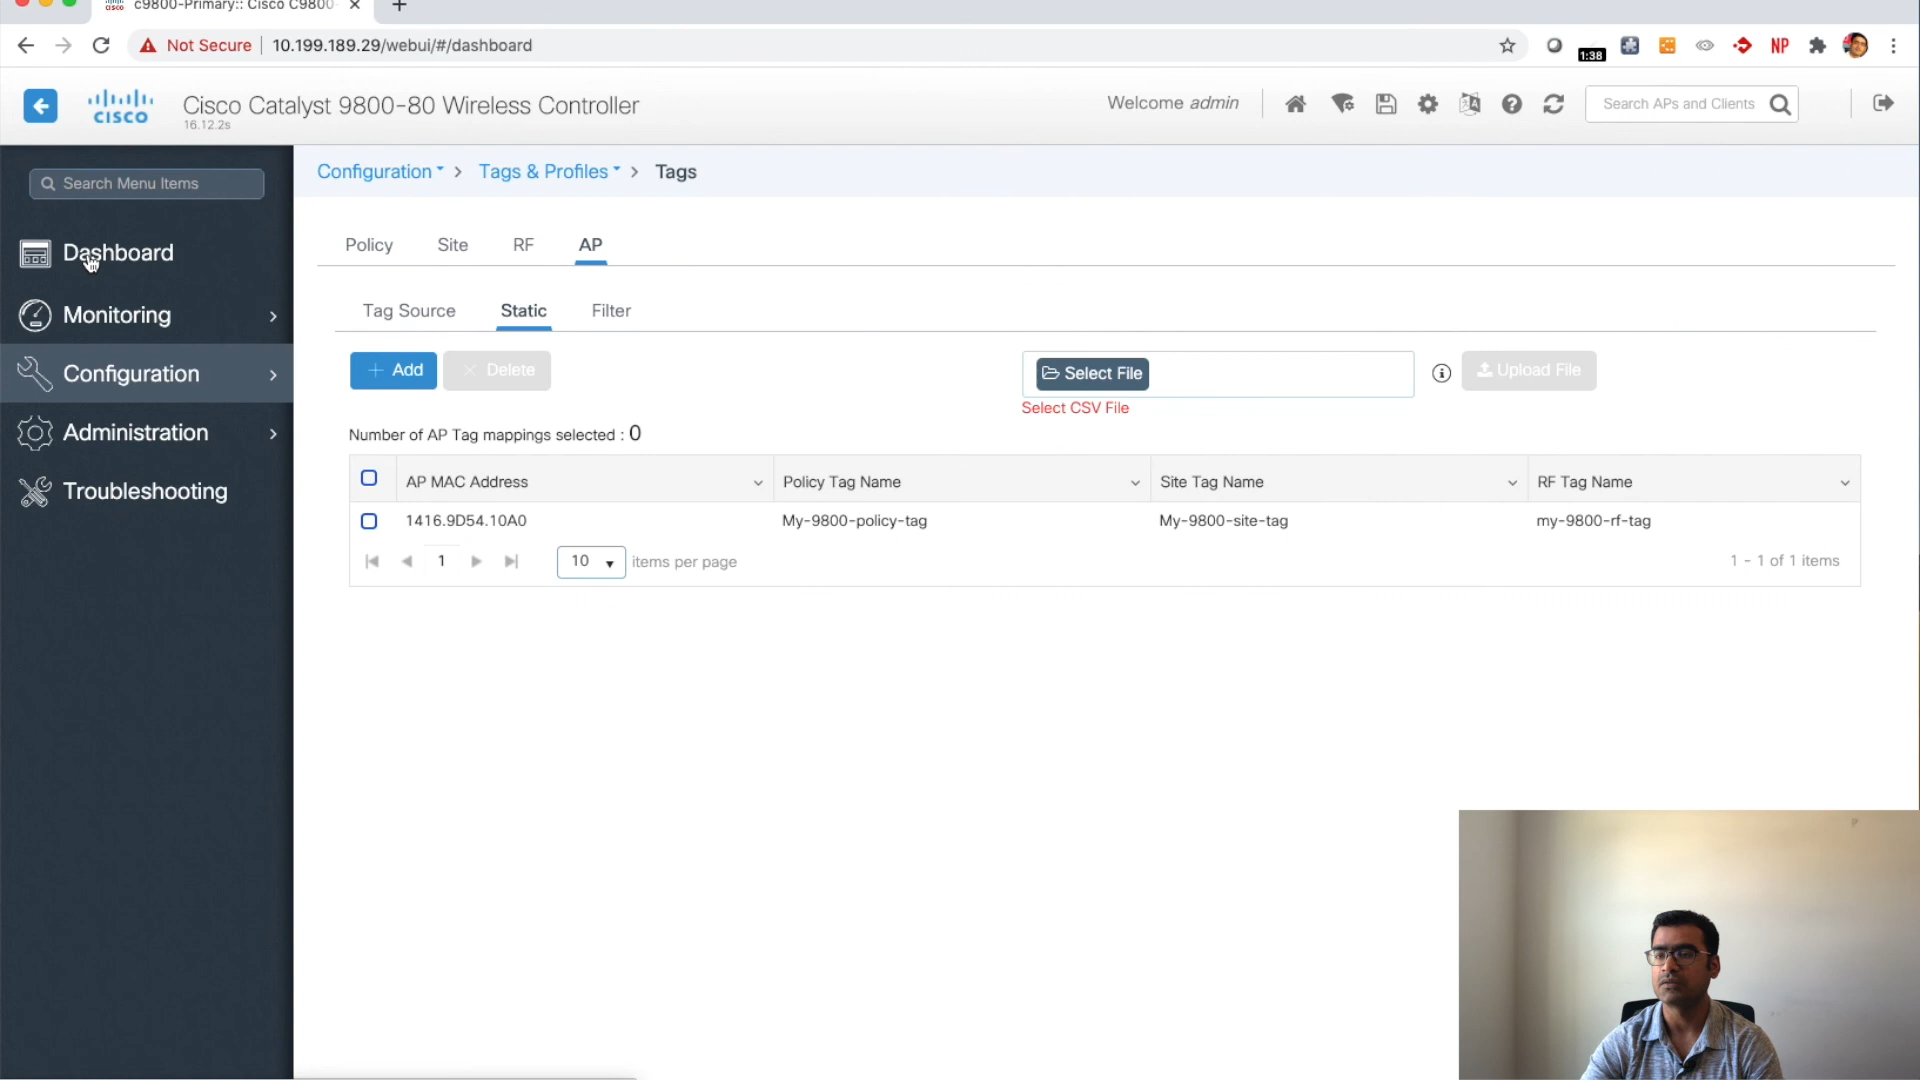 c9800-Primary:: Cisco C9800
Not Secure
10.199.189.29/webui/#/dashboard
1:38
NP
CISCO
Cisco Catalyst 9800-80 Wireless Controller
16.12.2s
Welcome admin
Search APs and Clients
Search Menu Items
Dashboard
Monitoring
Configuration
Administration
Troubleshooting
Configuration > Tags & Profiles > Tags
Policy Site RF AP
Tag Source Static Filter
+ Add
× Delete
Select File
Upload File
Select CSV File
Number of AP Tag mappings selected : 0
AP MAC Address Policy Tag Name Site Tag Name RF Tag Name
1416.9D54.10A0 My-9800-policy-tag My-9800-site-tag my-9800-rf-tag
1 10 items per page 1 - 1 of 1 items